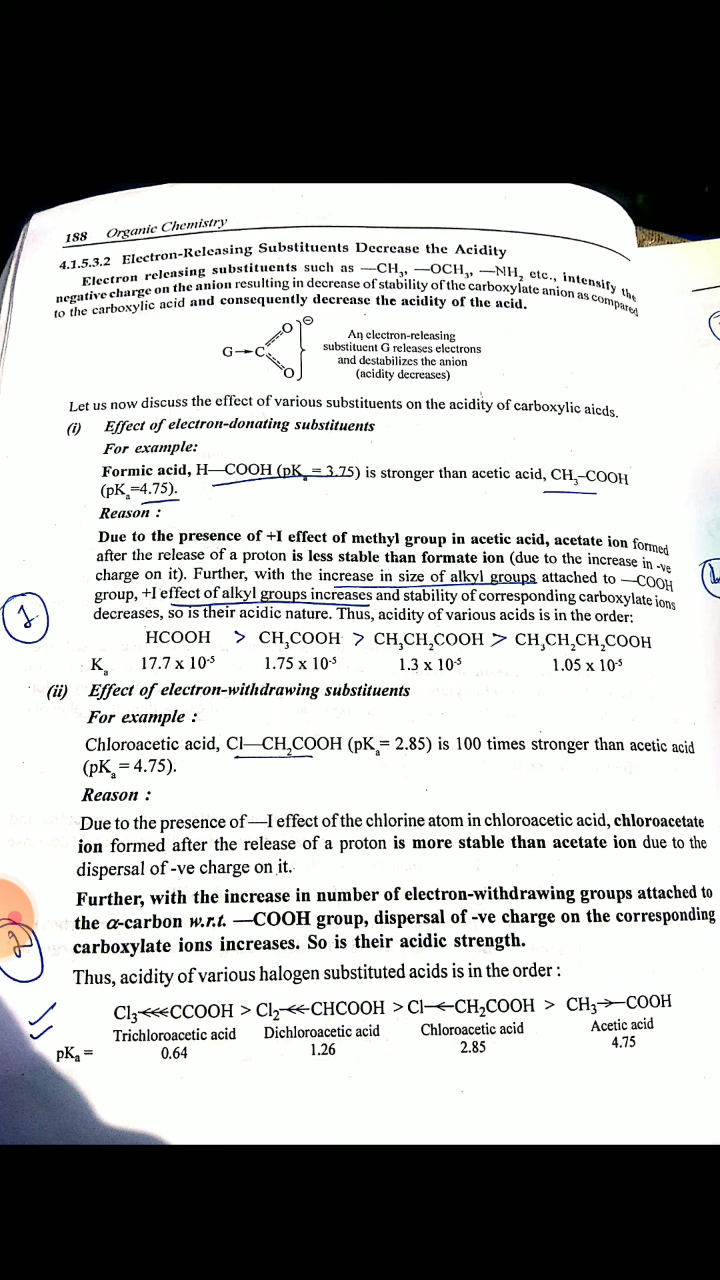 188 Organic Chemistry
4.1.5.3.2 Electron-Releasing Substituents Decrease the Acidity
Electron releasing substituents such as —CH₃, —OCH₃, —NH₂ etc., intensify the
negative charge on the anion resulting in decrease of stability of the carboxylate anion as compared
to the carboxylic acid and consequently decrease the acidity of the acid.
G→C O O ⊖
An electron-releasing
substituent G releases electrons
and destabilizes the anion
(acidity decreases)
Let us now discuss the effect of various substituents on the acidity of carboxylic aicds.
(i) Effect of electron-donating substituents
For example:
Formic acid, H—COOH (pKₐ = 3.75) is stronger than acetic acid, CH₃–COOH
(pKₐ=4.75).
Reason :
Due to the presence of +I effect of methyl group in acetic acid, acetate ion formed
after the release of a proton is less stable than formate ion (due to the increase in -ve
charge on it). Further, with the increase in size of alkyl groups attached to —COOH
group, +I effect of alkyl groups increases and stability of corresponding carboxylate ions
decreases, so is their acidic nature. Thus, acidity of various acids is in the order:
1
HCOOH > CH₃COOH > CH₃CH₂COOH > CH₃CH₂CH₂COOH
Kₐ 17.7 x 10⁻⁵ 1.75 x 10⁻⁵ 1.3 x 10⁻⁵ 1.05 x 10⁻⁵
(ii) Effect of electron-withdrawing substituents
For example :
Chloroacetic acid, Cl—CH₂COOH (pKₐ= 2.85) is 100 times stronger than acetic acid
(pKₐ = 4.75).
Reason :
Due to the presence of —I effect of the chlorine atom in chloroacetic acid, chloroacetate
ion formed after the release of a proton is more stable than acetate ion due to the
dispersal of -ve charge on it.
Further, with the increase in number of electron-withdrawing groups attached to
the α-carbon w.r.t. —COOH group, dispersal of -ve charge on the corresponding
carboxylate ions increases. So is their acidic strength.
2
Thus, acidity of various halogen substituted acids is in the order :
Cl₃⋘CCOOH > Cl₂≪CHCOOH > Cl←CH₂COOH > CH₃→COOH
Trichloroacetic acid Dichloroacetic acid Chloroacetic acid Acetic acid
pKₐ = 0.64 1.26 2.85 4.75